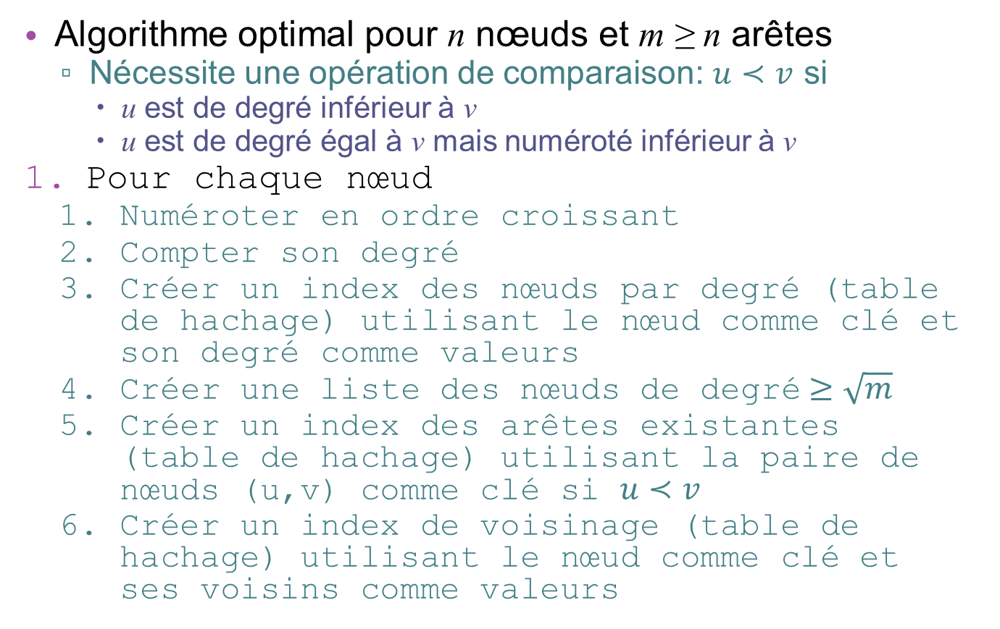 • Algorithme optimal pour n nœuds et m ≥ n arêtes
▫ Nécessite une opération de comparaison: u ≺ v si
• u est de degré inférieur à v
• u est de degré égal à v mais numéroté inférieur à v
1. Pour chaque nœud
1. Numéroter en ordre croissant
2. Compter son degré
3. Créer un index des nœuds par degré (table
de hachage) utilisant le nœud comme clé et
son degré comme valeurs
4. Créer une liste des nœuds de degré ≥ √m
5. Créer un index des arêtes existantes
(table de hachage) utilisant la paire de
nœuds (u,v) comme clé si u ≺ v
6. Créer un index de voisinage (table de
hachage) utilisant le nœud comme clé et
ses voisins comme valeurs